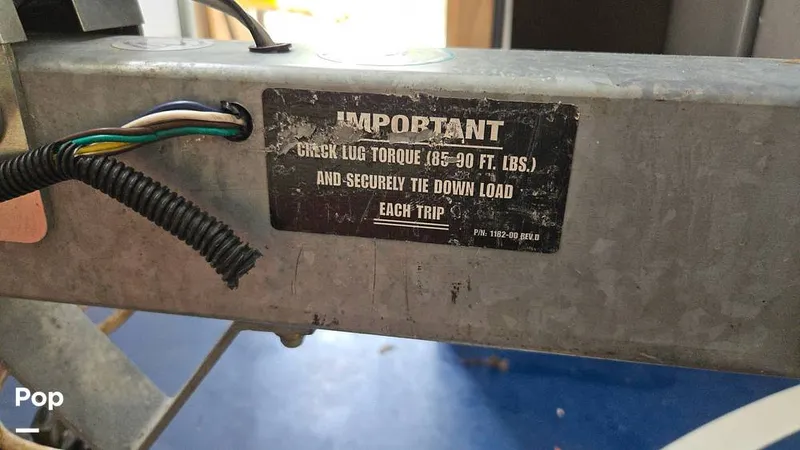 IMPORTANT
CHECK LUG TORQUE (85-90 FT. LBS.)
AND SECURELY TIE DOWN LOAD
EACH TRIP
P/N: 1182-00 REV.D
Pop